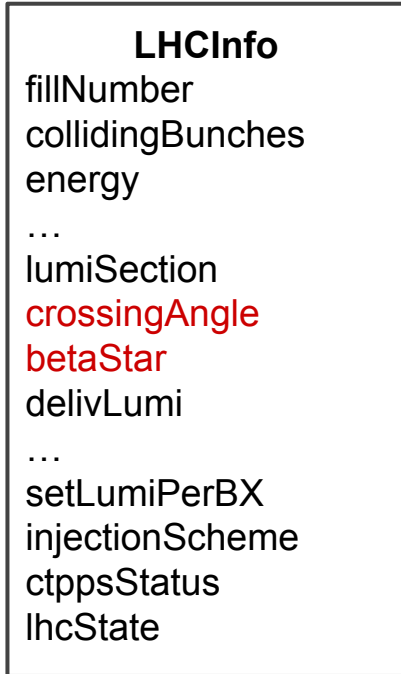 LHCInfo
fillNumber
collidingBunches
energy
…
lumiSection
crossingAngle
betaStar
delivLumi
…
setLumiPerBX
injectionScheme
ctppsStatus
lhcState